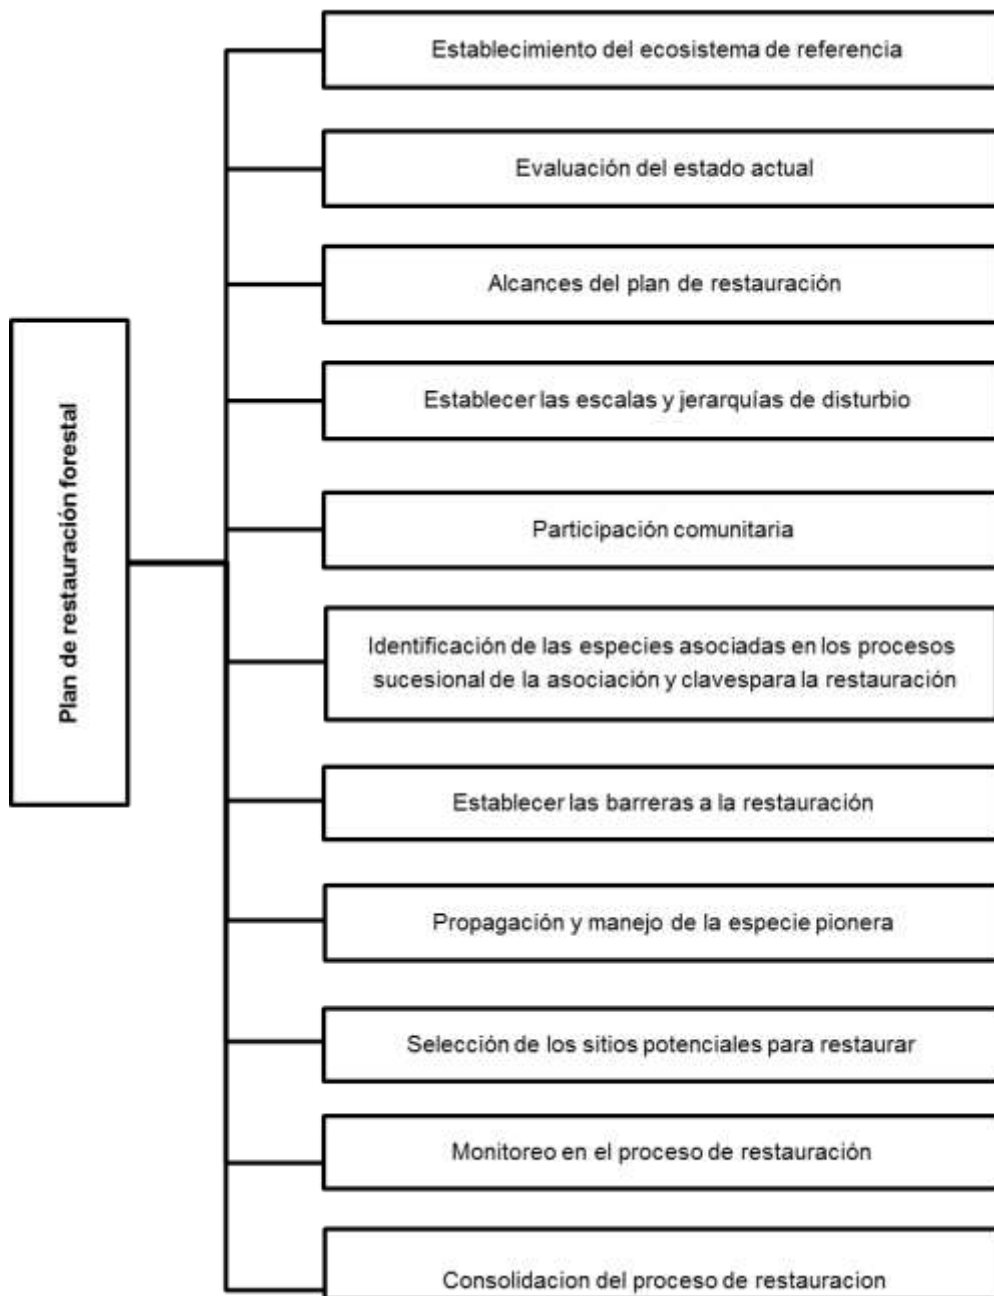 Plan de restauración forestal
Establecimiento del ecosistema de referencia
Evaluación del estado actual
Alcances del plan de restauración
Establecer las escalas y jerarquías de disturbio
Participación comunitaria
Identificación de las especies asociadas en los procesos
sucesional de la asociación y clavespara la restauración
Establecer las barreras a la restauración
Propagación y manejo de la especie pionera
Selección de los sitios potenciales para restaurar
Monitoreo en el proceso de restauración
Consolidacion del proceso de restauracion